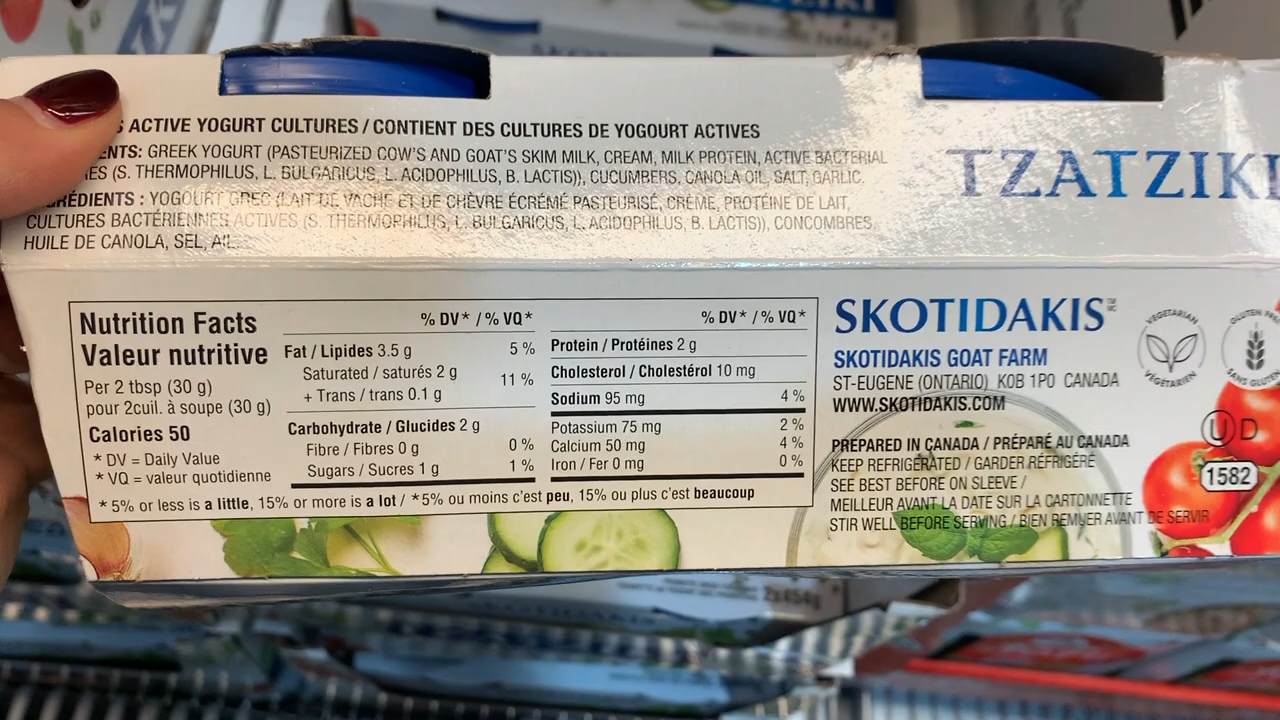 ACTIVE YOGURT CULTURES / CONTIENT DES CULTURES DE YOGOURT ACTIVES
ENTS: GREEK YOGURT (PASTEURIZED COW'S AND GOAT'S SKIM MILK, CREAM, MILK PROTEIN, ACTIVE BACTERIAL
(S. THERMOPHILUS, L. BULGARICUS, L. ACIDOPHILUS, B. LACTIS)), CUCUMBERS, CANOLA OIL, SALT, GARLIC.
RÉDIENTS : YOGOURT GREC (LAIT DE VACHE ET DE CHÈVRE ÉCRÉMÉ PASTEURISÉ, CRÈME, PROTÉINE DE LAIT,
CULTURES BACTÉRIENNES ACTIVES (S. THERMOPHILUS, L. BULGARICUS, L. ACIDOPHILUS, B. LACTIS)), CONCOMBRES,
HUILE DE CANOLA, SEL, AIL.
TZATZIKI
Nutrition Facts
Valeur nutritive
Per 2 tbsp (30 g)
pour 2cuil. à soupe (30 g)
Calories 50
* DV = Daily Value
* VQ = valeur quotidienne
% DV* / % VQ*
Fat / Lipides 3.5 g 5 %
Saturated / saturés 2 g
+ Trans / trans 0.1 g 11 %
Carbohydrate / Glucides 2 g
Fibre / Fibres 0 g 0 %
Sugars / Sucres 1 g 1 %
% DV* / % VQ*
Protein / Protéines 2 g
Cholesterol / Cholestérol 10 mg
Sodium 95 mg 4 %
Potassium 75 mg 2 %
Calcium 50 mg 4 %
Iron / Fer 0 mg 0 %
* 5% or less is a little, 15% or more is a lot / *5% ou moins c'est peu, 15% ou plus c'est beaucoup
SKOTIDAKIS
SKOTIDAKIS GOAT FARM
ST-EUGENE (ONTARIO) K0B 1P0 CANADA
WWW.SKOTIDAKIS.COM
PREPARED IN CANADA / PRÉPARÉ AU CANADA
KEEP REFRIGERATED / GARDER RÉFRIGÉRÉ
SEE BEST BEFORE ON SLEEVE /
MEILLEUR AVANT LA DATE SUR LA CARTONNETTE
STIR WELL BEFORE SERVING / BIEN REMUER AVANT DE SERVIR
VEGETARIAN
VÉGÉTARIEN
GLUTEN
SANS GLUTEN
U D
1582
2x454g